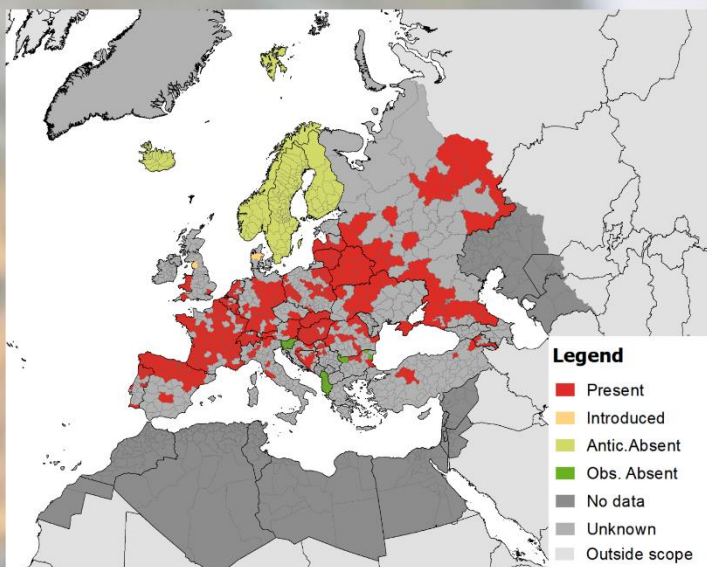 Legend
Present
Introduced
Antic.Absent
Obs. Absent
No data
Unknown
Outside scope